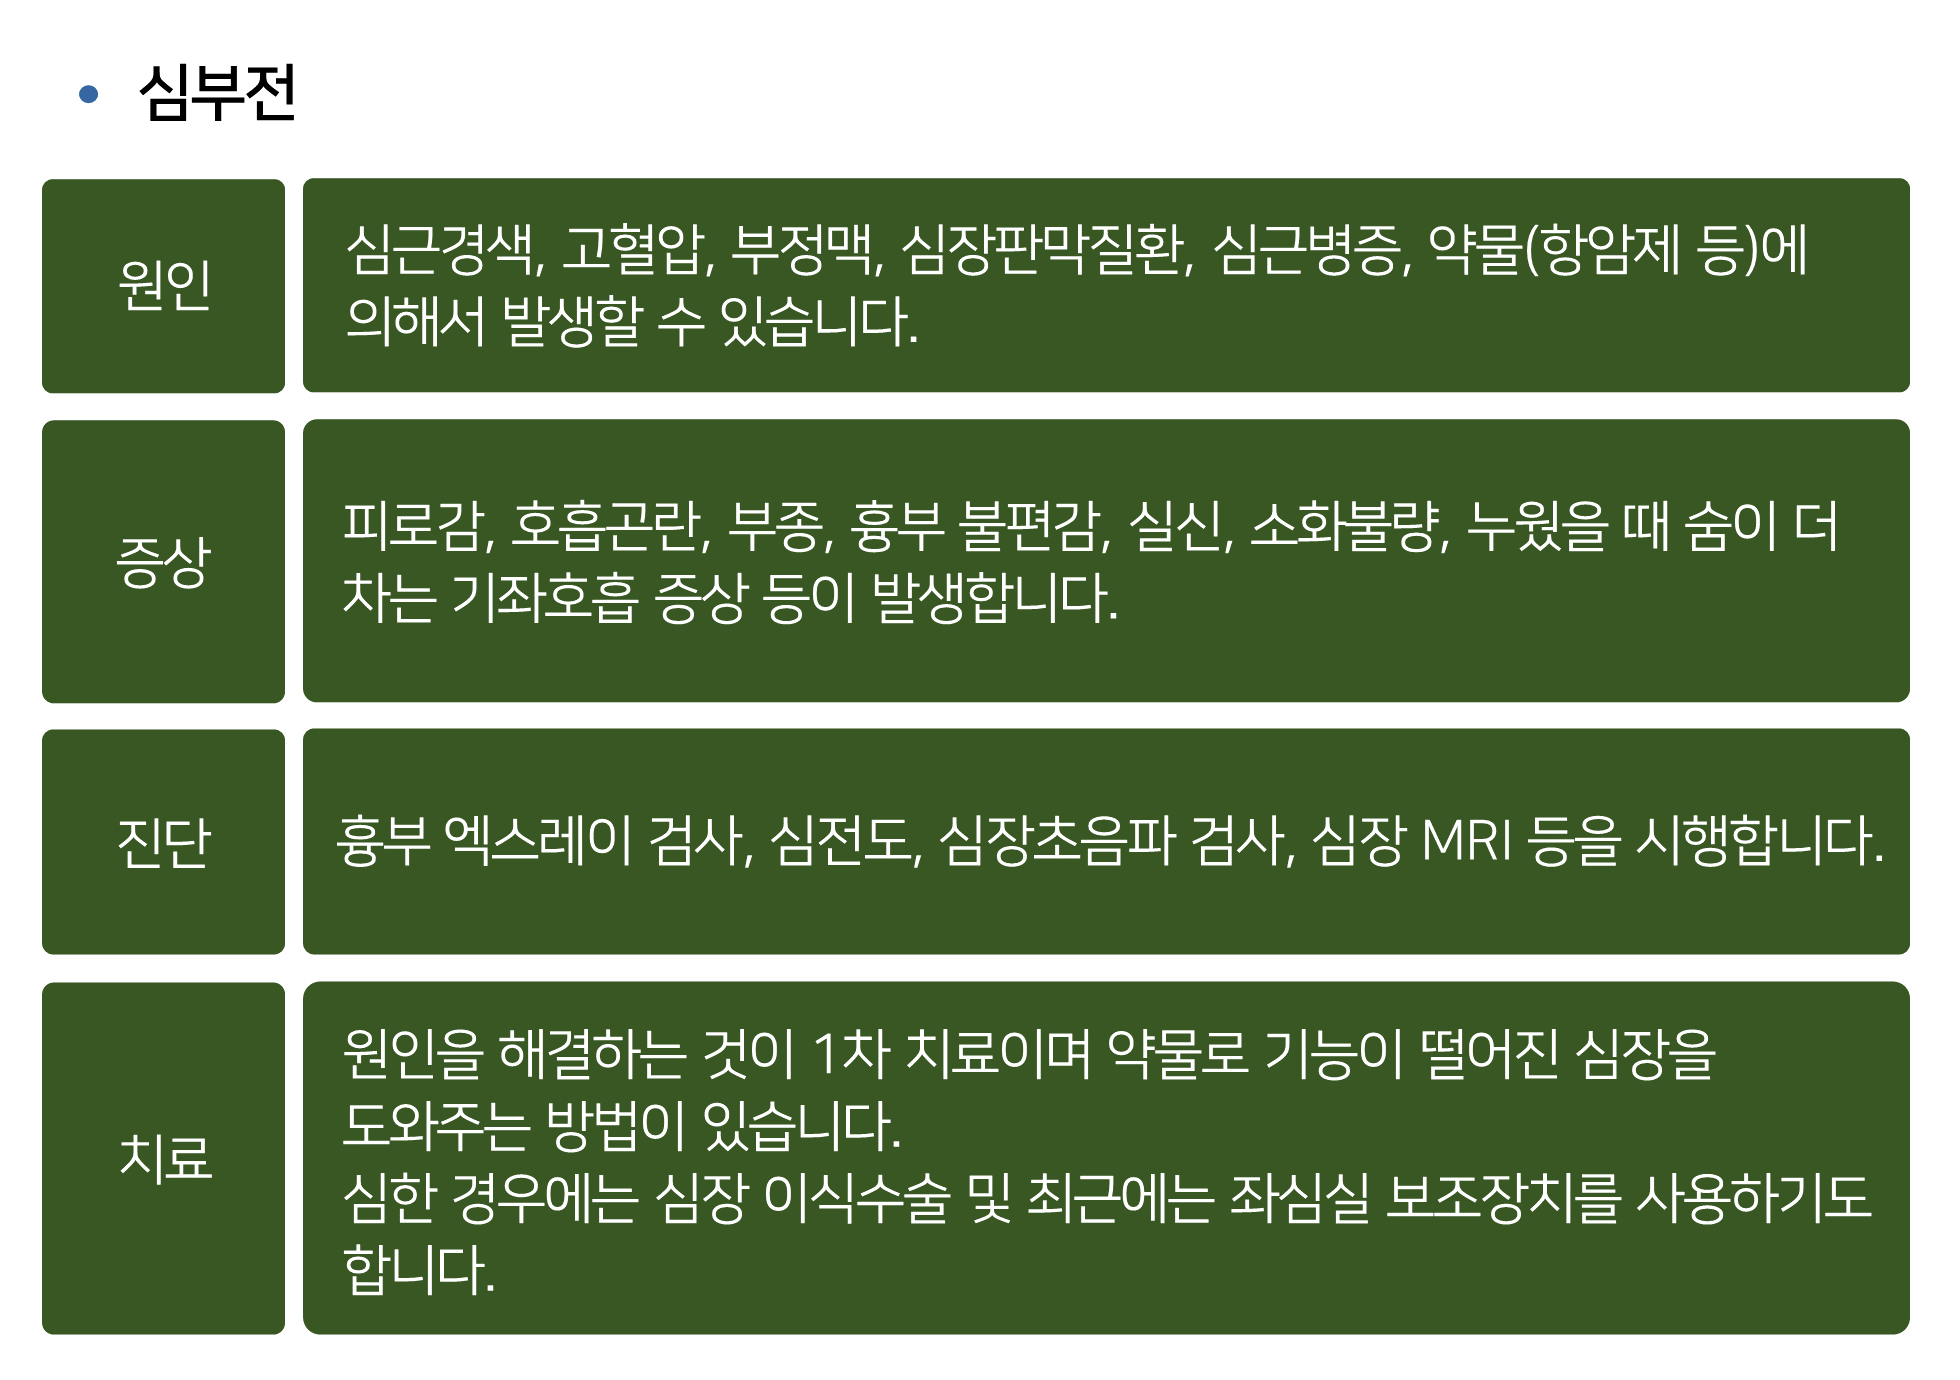 • 심부전
원인
심근경색, 고혈압, 부정맥, 심장판막질환, 심근병증, 약물(항암제 등)에
의해서 발생할 수 있습니다.
증상
피로감, 호흡곤란, 부종, 흉부 불편감, 실신, 소화불량, 누웠을 때 숨이 더
차는 기좌호흡 증상 등이 발생합니다.
진단
흉부 엑스레이 검사, 심전도, 심장초음파 검사, 심장 MRI 등을 시행합니다.
치료
원인을 해결하는 것이 1차 치료이며 약물로 기능이 떨어진 심장을
도와주는 방법이 있습니다.
심한 경우에는 심장 이식수술 및 최근에는 좌심실 보조장치를 사용하기도
합니다.